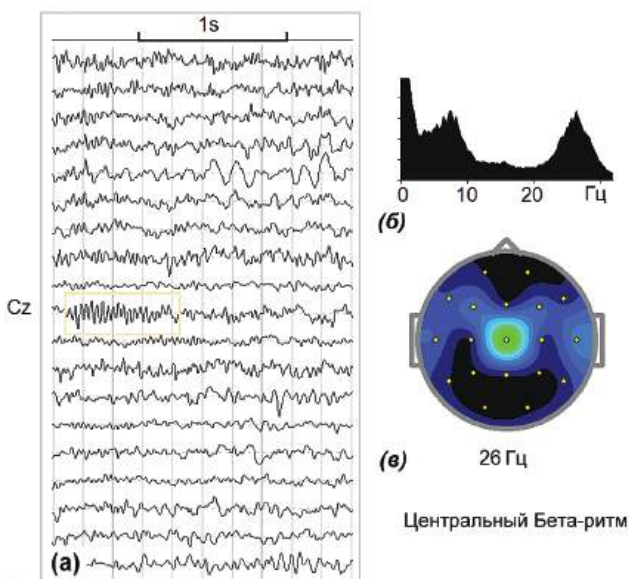 1s
Cz
(а)
0 10 20 Гц
(б)
(в)
26 Гц
Центральный Бета-ритм